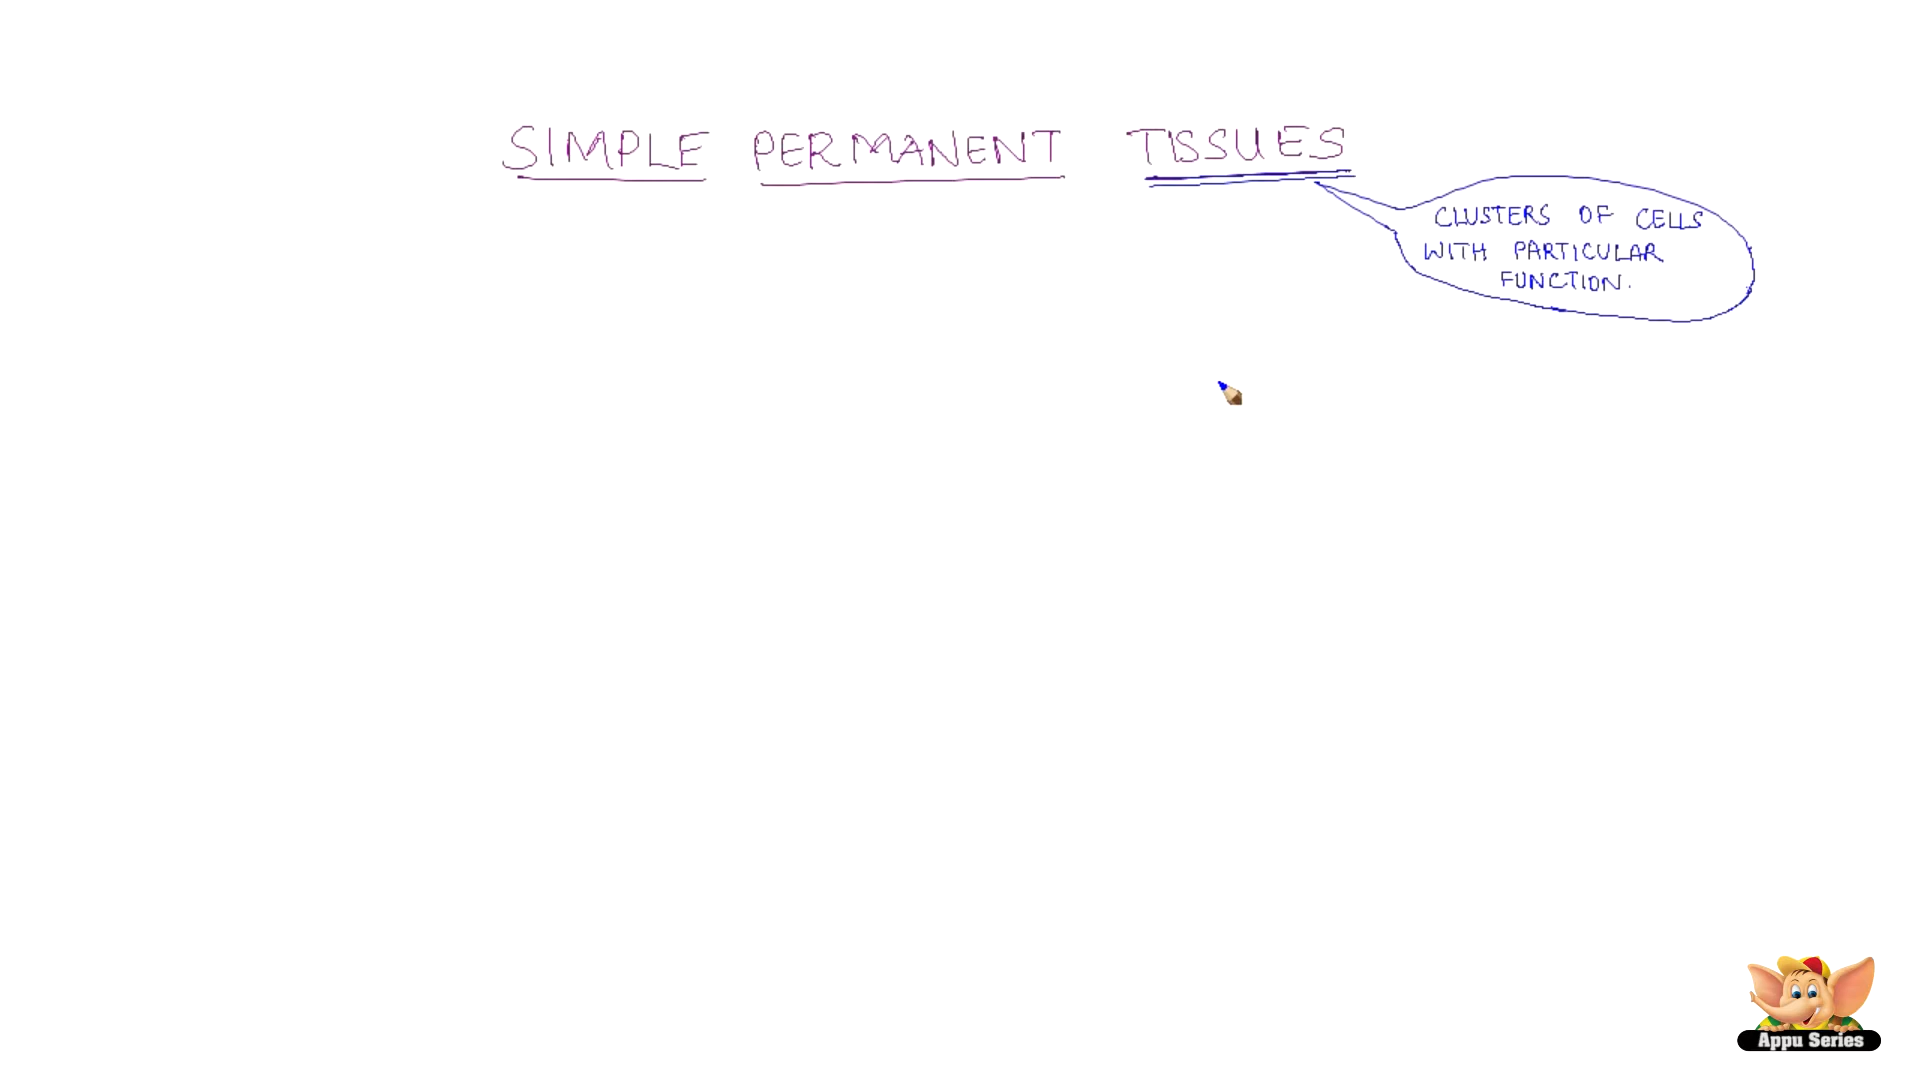 SIMPLE PERMANENT TISSUES
CLUSTERS OF CELLS
WITH PARTICULAR
FUNCTION.
Appu Series